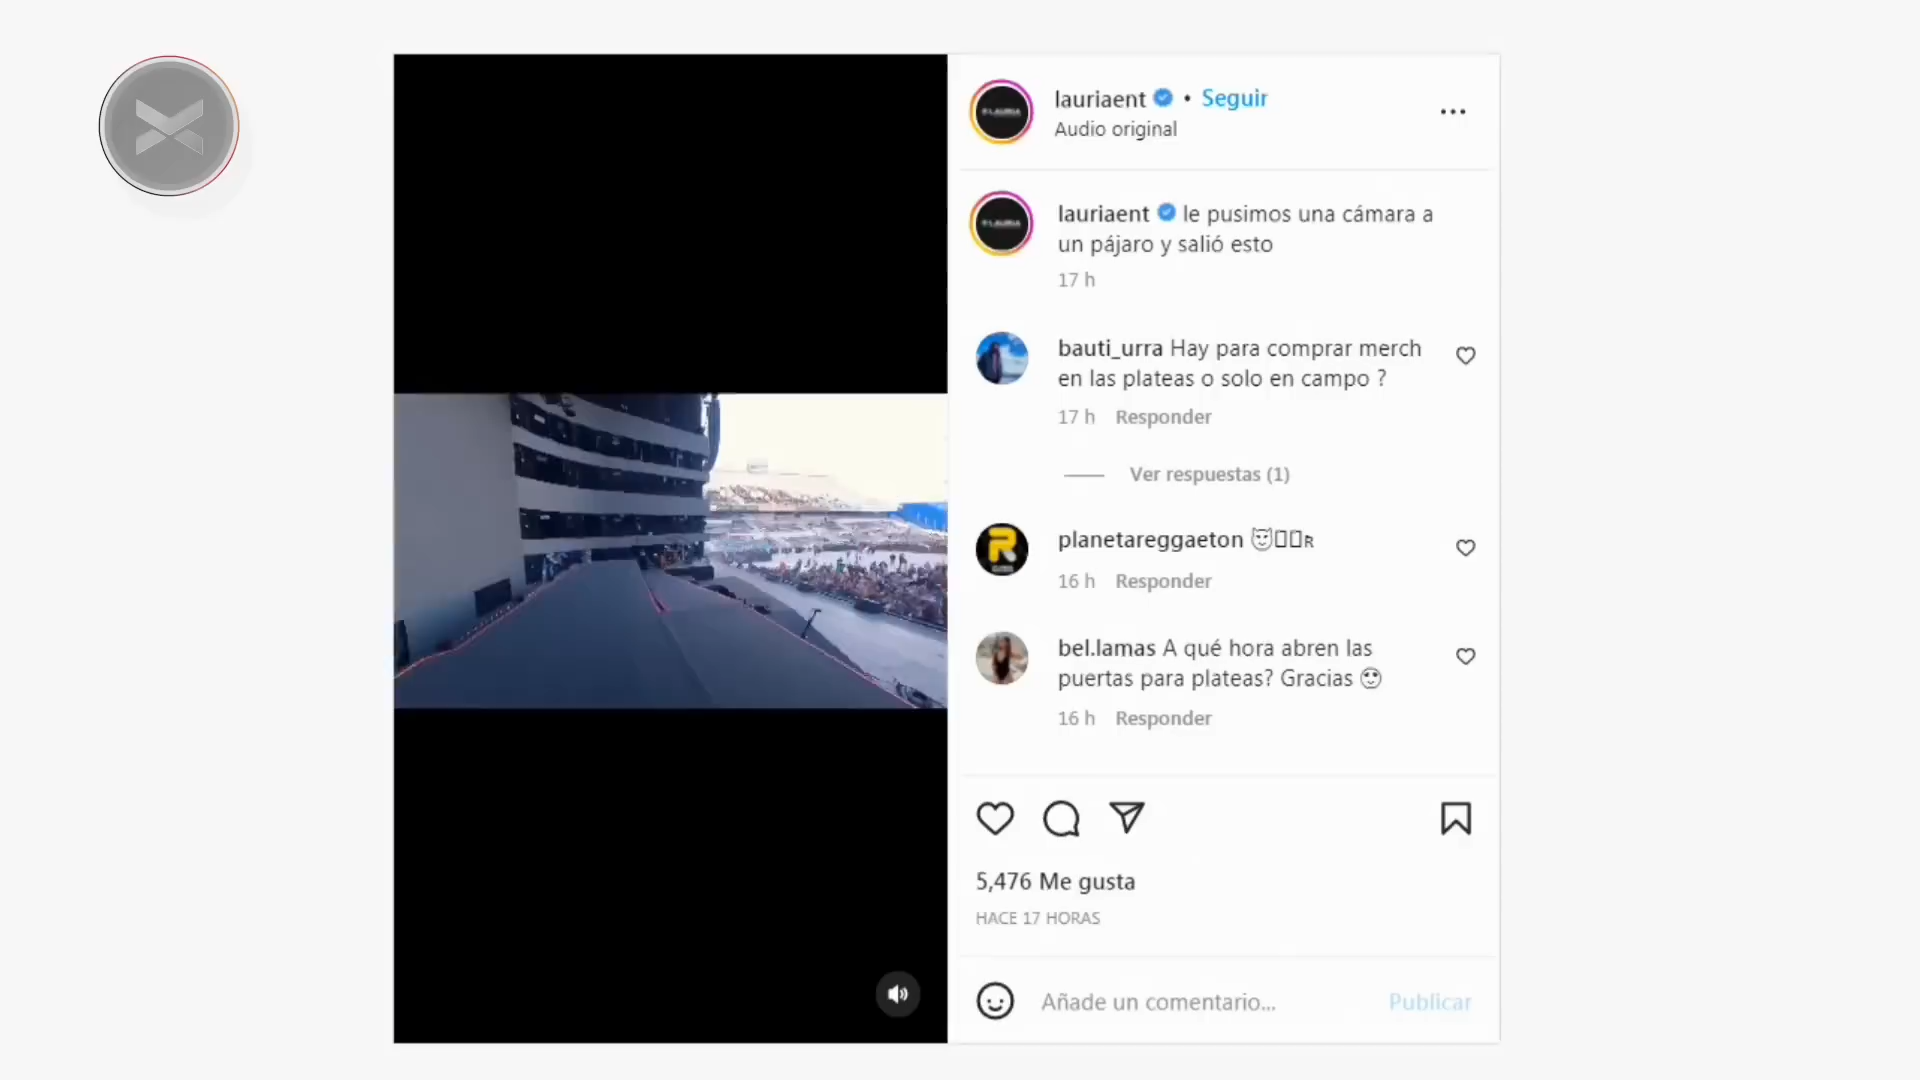 lauriaent • Seguir
Audio original
lauriaent le pusimos una cámara a
un pájaro y salió esto
17 h
bauti_urra Hay para comprar merch
en las plateas o solo en campo ?
17 h Responder
Ver respuestas (1)
planetareggaeton 😈
16 h Responder
bel.lamas A qué hora abren las
puertas para plateas? Gracias 🥰
16 h Responder
5,476 Me gusta
HACE 17 HORAS
Añade un comentario... Publicar